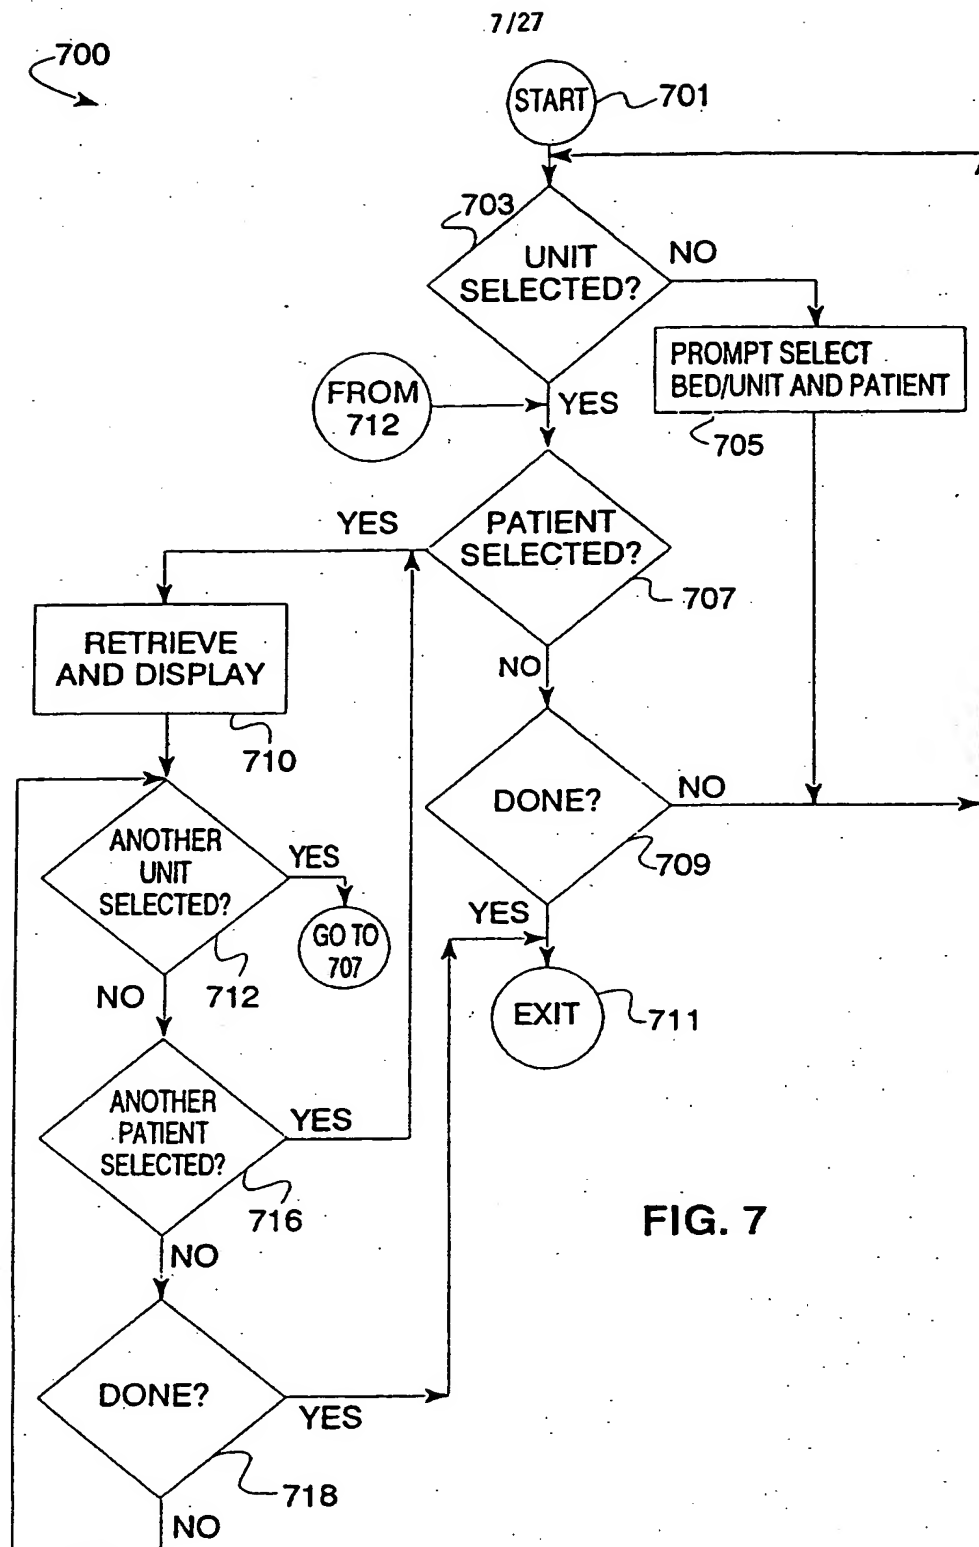 7/27
700
START
701
703
UNIT
SELECTED?
NO
PROMPT SELECT
BED/UNIT AND PATIENT
705
FROM
712
YES
PATIENT
SELECTED?
707
YES
NO
RETRIEVE
AND DISPLAY
710
DONE?
NO
709
YES
EXIT
711
ANOTHER
UNIT
SELECTED?
YES
GO TO
707
712
NO
ANOTHER
PATIENT
SELECTED?
YES
716
NO
DONE?
YES
718
NO
FIG. 7